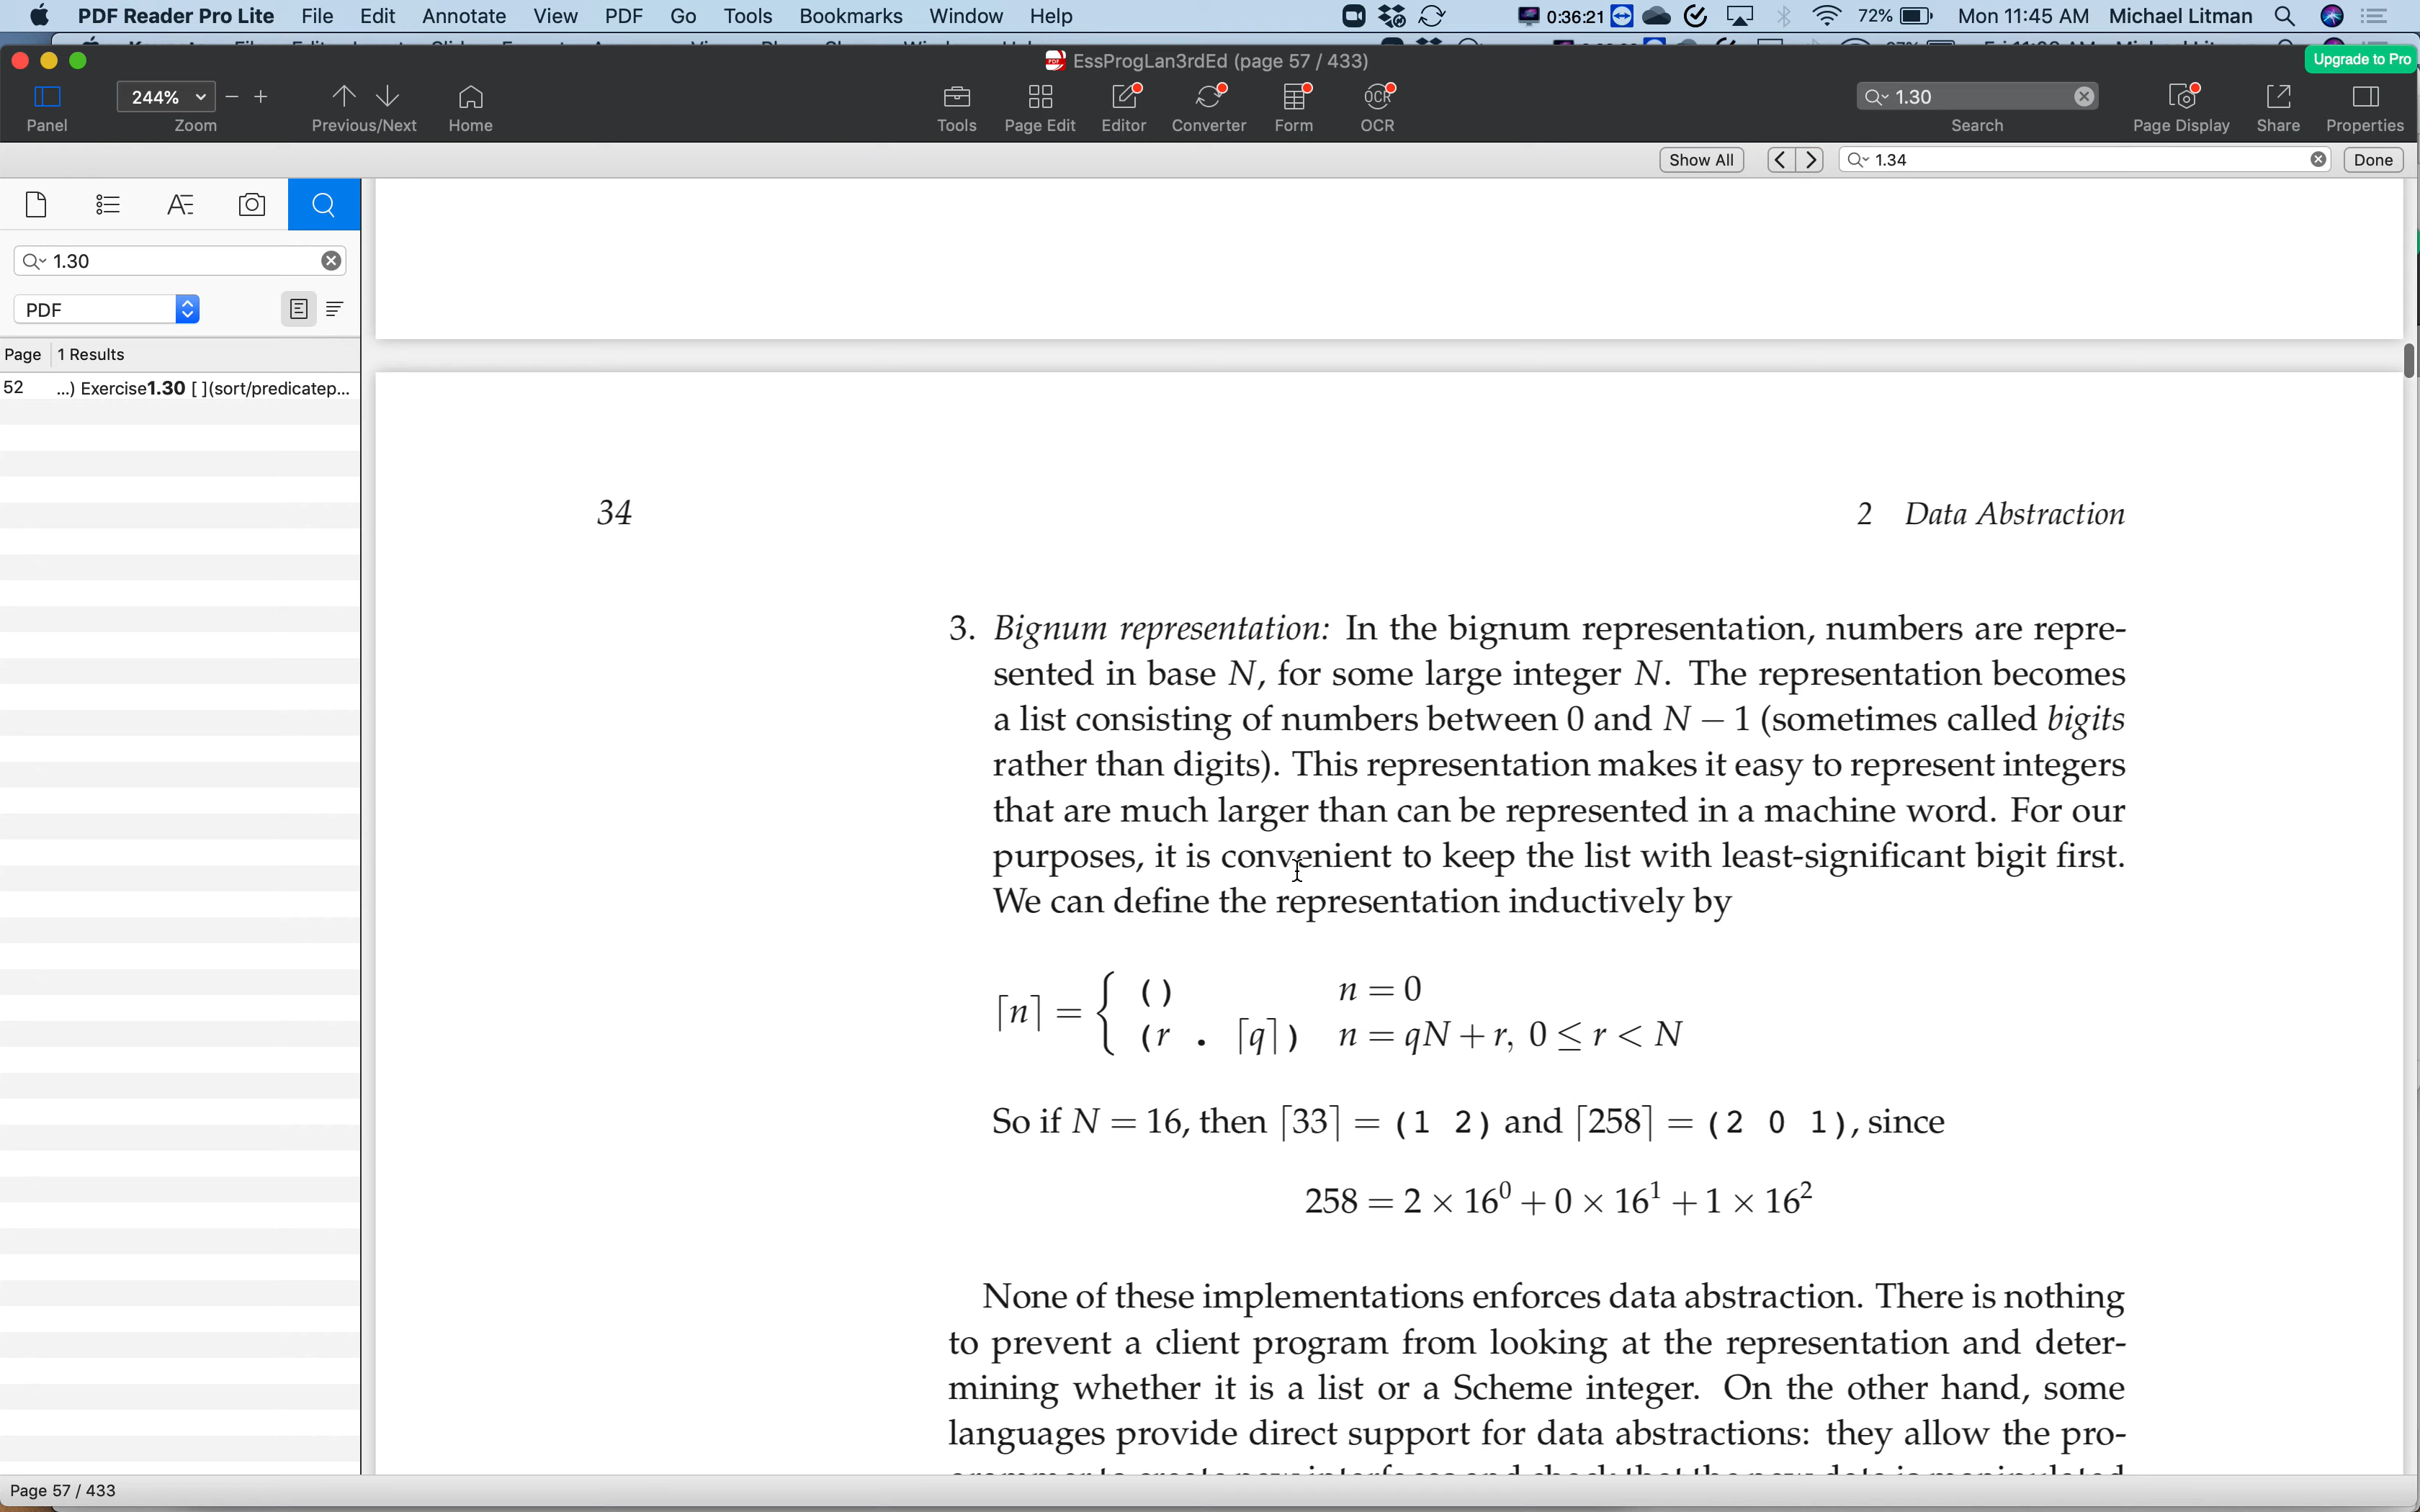 PDF Reader Pro Lite File Edit Annotate View PDF Go Tools Bookmarks Window Help 0:36:21 72% Mon 11:45 AM Michael Litman
EssProgLan3rdEd (page 57 / 433)
Upgrade to Pro
244%
1.30
Panel Zoom Previous/Next Home Tools Page Edit Editor Converter Form OCR Search Page Display Share Properties
Show All 1.34 Done
1.30
PDF
Page 1 Results
52 ...) Exercise1.30 [ ](sort/predicatep...
34 2 Data Abstraction
3. Bignum representation: In the bignum representation, numbers are repre-
sented in base N, for some large integer N. The representation becomes
a list consisting of numbers between 0 and N − 1 (sometimes called bigits
rather than digits). This representation makes it easy to represent integers
that are much larger than can be represented in a machine word. For our
purposes, it is convenient to keep the list with least-significant bigit first.
We can define the representation inductively by
⌈n⌉ = { () n = 0
(r . ⌈q⌉) n = qN + r, 0 ≤ r < N
So if N = 16, then ⌈33⌉ = (1 2) and ⌈258⌉ = (2 0 1), since
258 = 2 × 16⁰ + 0 × 16¹ + 1 × 16²
None of these implementations enforces data abstraction. There is nothing
to prevent a client program from looking at the representation and deter-
mining whether it is a list or a Scheme integer. On the other hand, some
languages provide direct support for data abstractions: they allow the pro-
Page 57 / 433